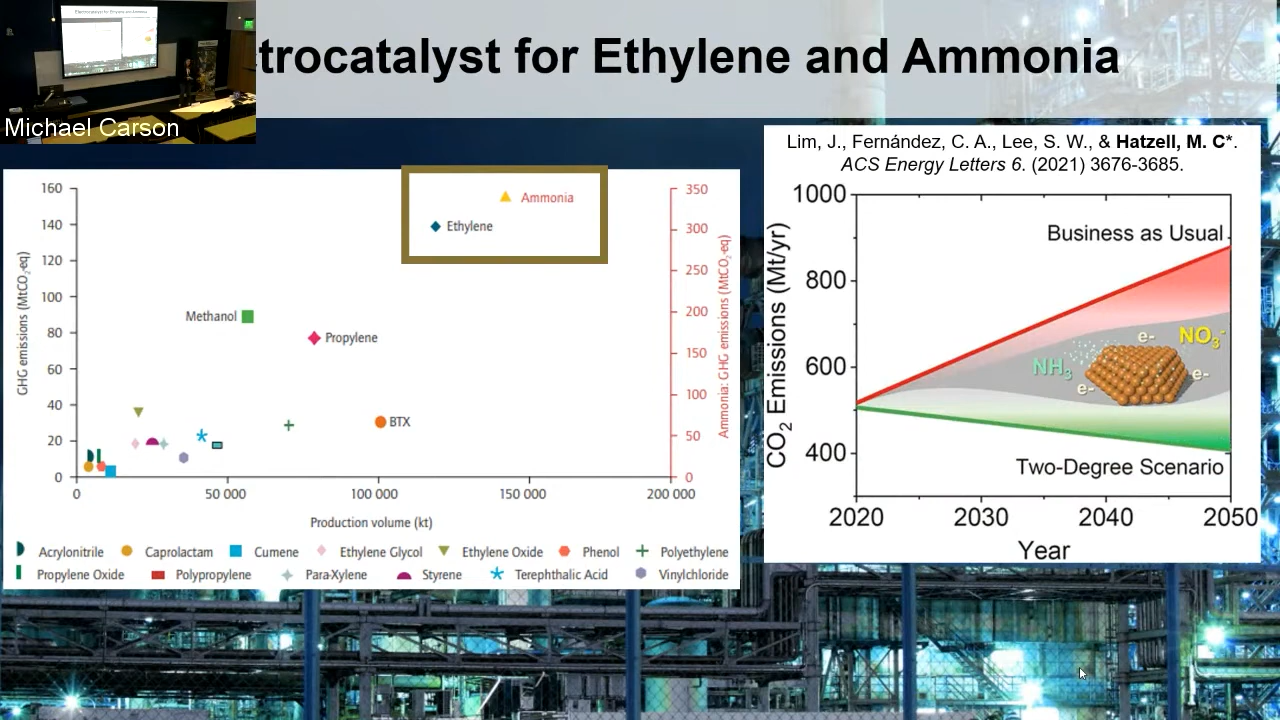 Electrocatalyst for Ethylene and Ammonia
trocatalyst for Ethylene and Ammonia
Michael Carson
160
140
120
100
80
60
40
20
0
GHG emissions (MtCO2-eq)
Ammonia
Ethylene
Methanol
Propylene
BTX
350
300
250
200
150
100
50
0
Ammonia: GHG emissions (MtCO2-eq)
0 50 000 100 000 150 000 200 000
Production volume (kt)
Acrylonitrile Caprolactam Cumene Ethylene Glycol Ethylene Oxide Phenol Polyethylene
Propylene Oxide Polypropylene Para-Xylene Styrene Terephthalic Acid Vinylchloride
Lim, J., Fernández, C. A., Lee, S. W., & Hatzell, M. C*.
ACS Energy Letters 6. (2021) 3676-3685.
1000
800
600
400
CO2 Emissions (Mt/yr)
Business as Usual
e-
NO3-
NH3
e-
e-
Two-Degree Scenario
2020 2030 2040 2050
Year